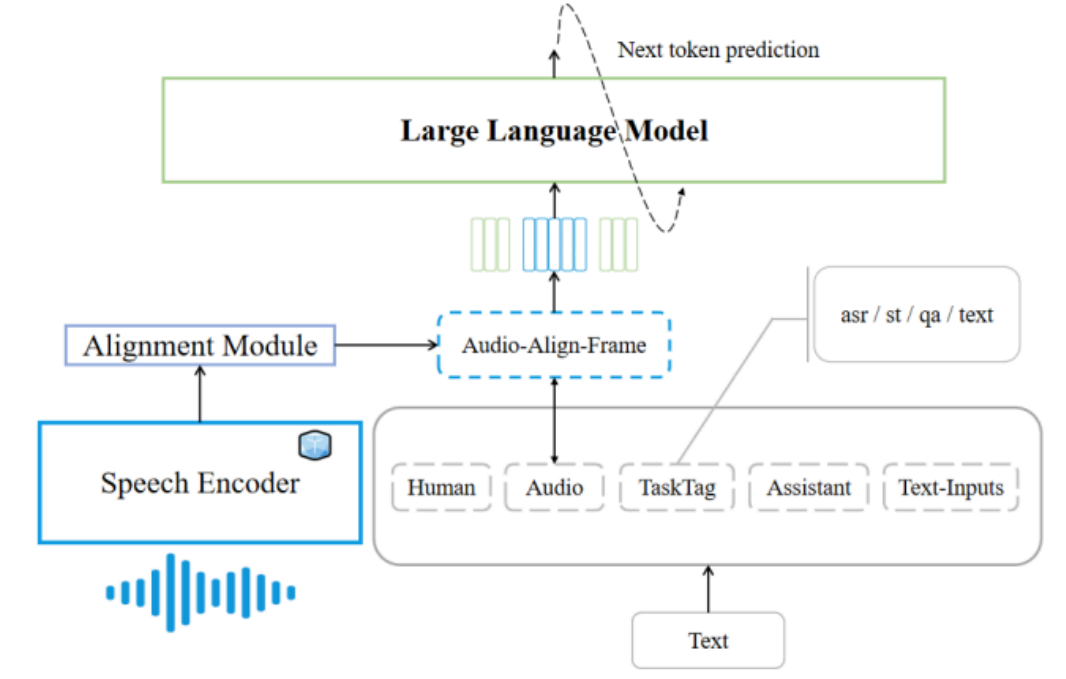 Next token prediction
Large Language Model
asr / st / qa / text
Alignment Module
Audio-Align-Frame
Speech Encoder
Human
Audio
TaskTag
Assistant
Text-Inputs
Text